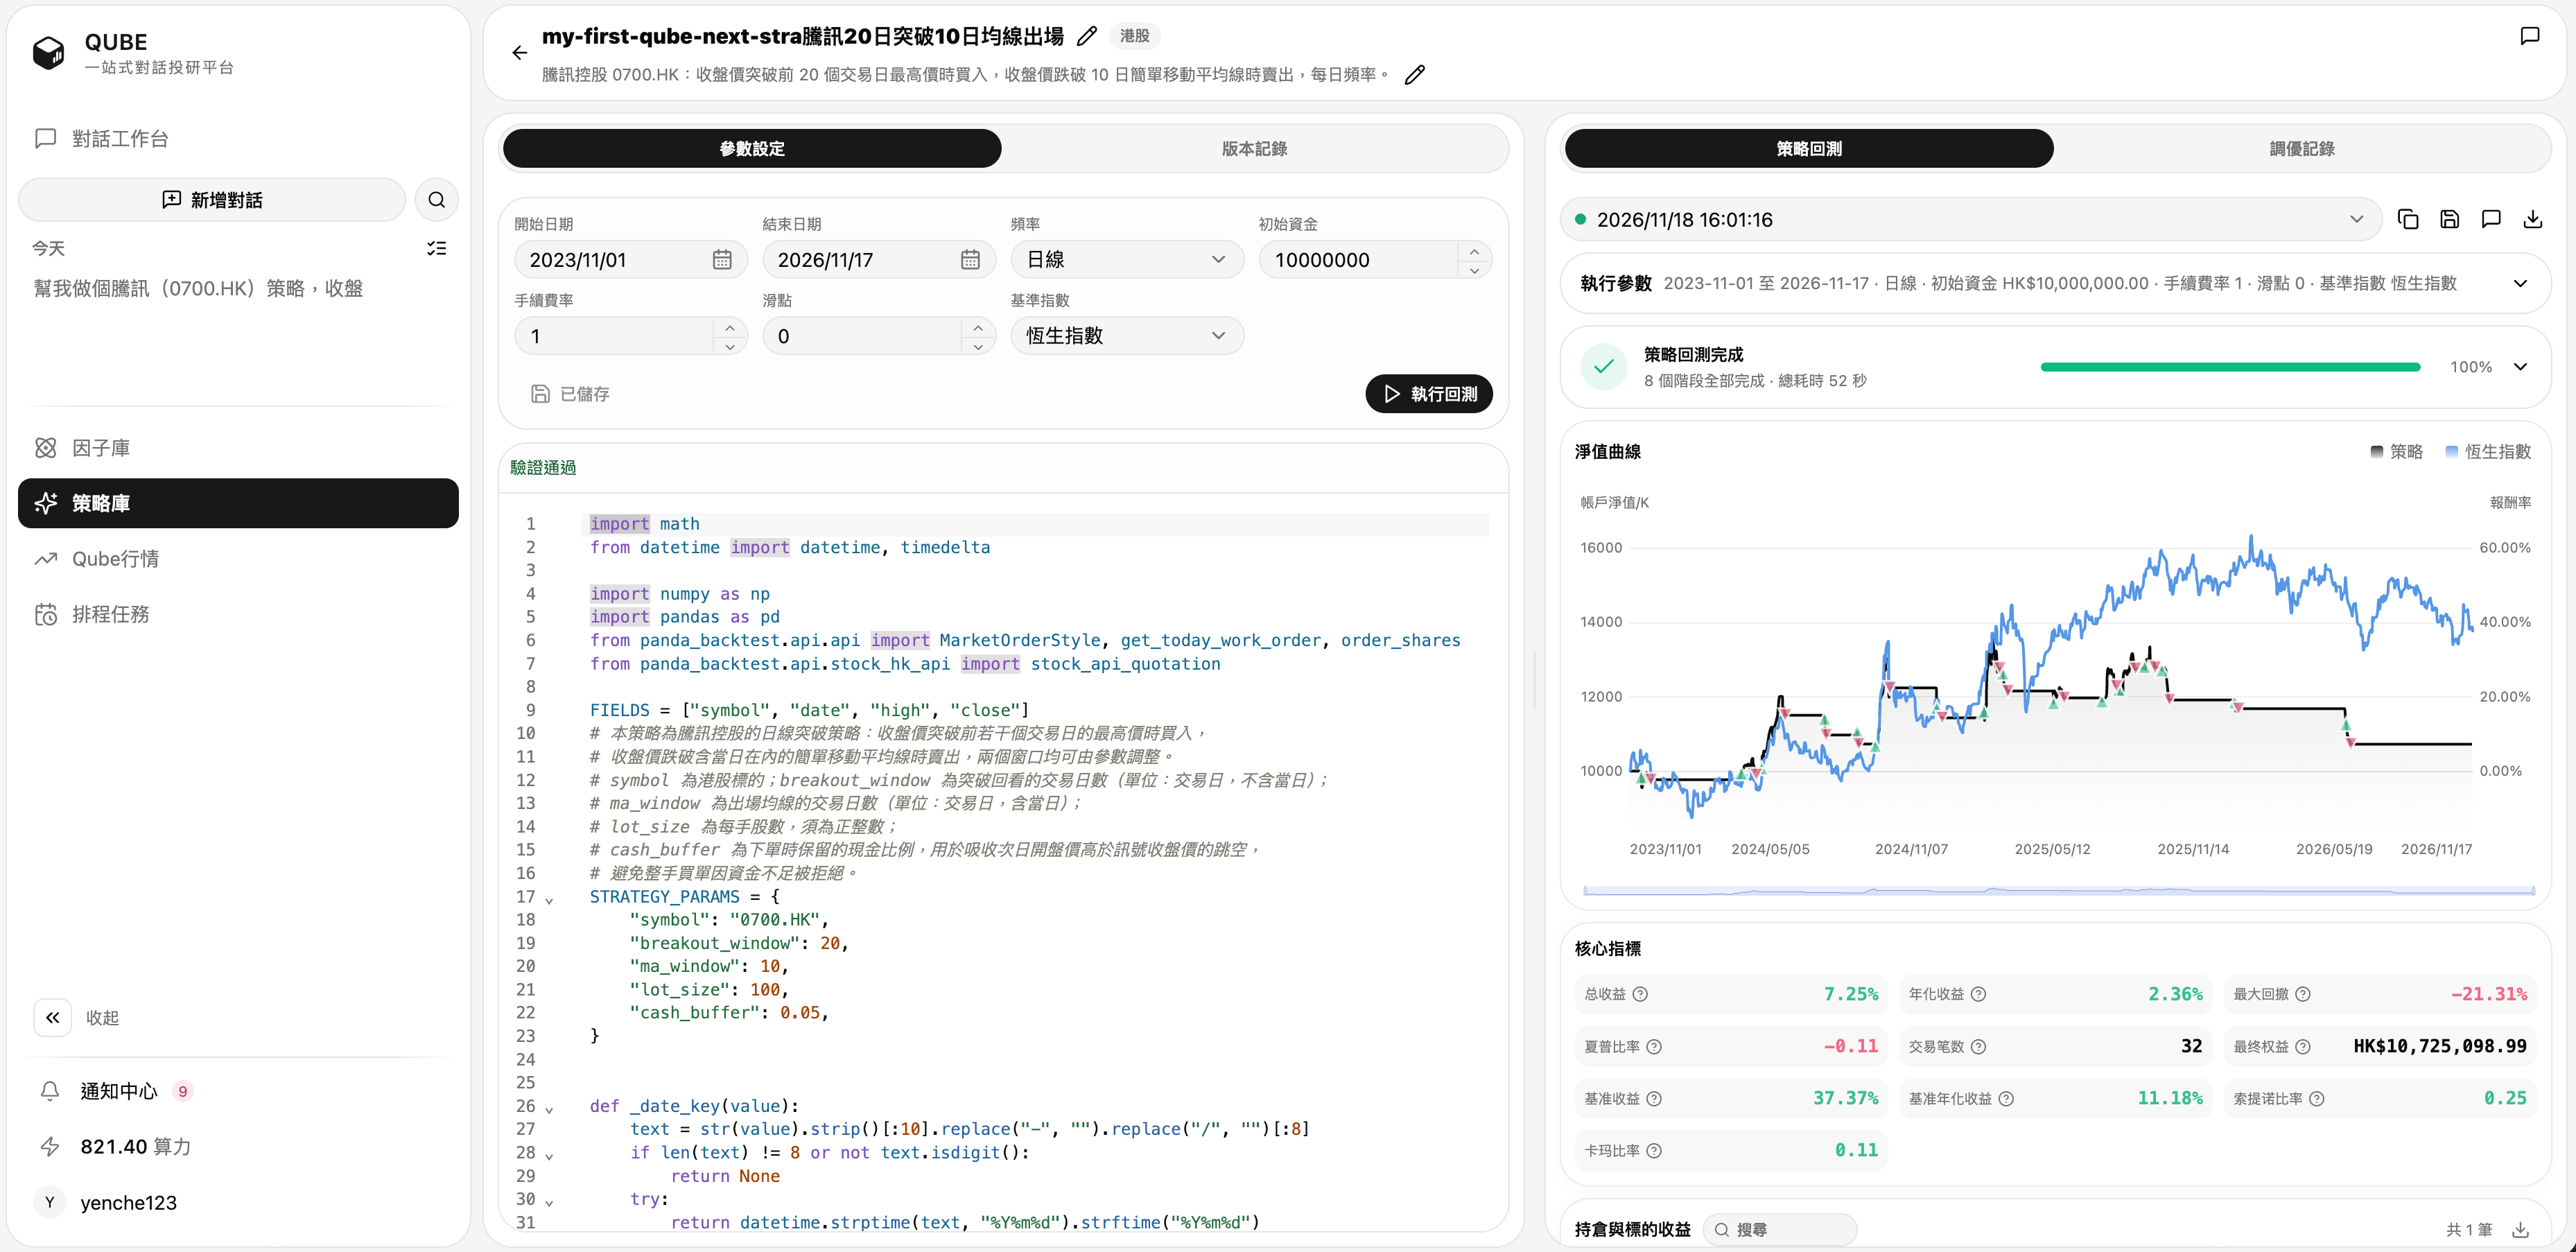 QUBE
一站式對話投研平台
對話工作台
新增對話
今天
幫我做個騰訊（0700.HK）策略，收盤
因子庫
策略庫
Qube行情
排程任務
收起
通知中心 9
821.40 算力
Y yenche123
my-first-qube-next-stra騰訊20日突破10日均線出場 港股
騰訊控股 0700.HK：收盤價突破前 20 個交易日最高價時買入，收盤價跌破 10 日簡單移動平均線時賣出，每日頻率。
參數設定 版本記錄
開始日期 結束日期 頻率 初始資金
2023/11/01 2026/11/17 日線 10000000
手續費率 滑點 基準指數
1 0 恆生指數
已儲存 執行回測
驗證通過
1 import math
2 from datetime import datetime, timedelta
3
4 import numpy as np
5 import pandas as pd
6 from panda_backtest.api.api import MarketOrderStyle, get_today_work_order, order_shares
7 from panda_backtest.api.stock_hk_api import stock_api_quotation
8
9 FIELDS = ["symbol", "date", "high", "close"]
10 # 本策略為騰訊控股的日線突破策略：收盤價突破前若干個交易日的最高價時買入，
11 # 收盤價跌破含當日在內的簡單移動平均線時賣出，兩個窗口均可由參數調整。
12 # symbol 為港股標的；breakout_window 為突破回看的交易日數（單位：交易日，不含當日）；
13 # ma_window 為出場均線的交易日數（單位：交易日，含當日）；
14 # lot_size 為每手股數，須為正整數；
15 # cash_buffer 為下單時保留的現金比例，用於吸收次日開盤價高於訊號收盤價的跳空，
16 # 避免整手買單因資金不足被拒絕。
17 STRATEGY_PARAMS = {
18 "symbol": "0700.HK",
19 "breakout_window": 20,
20 "ma_window": 10,
21 "lot_size": 100,
22 "cash_buffer": 0.05,
23 }
24
25
26 def _date_key(value):
27 text = str(value).strip()[:10].replace("-", "").replace("/", "")[:8]
28 if len(text) != 8 or not text.isdigit():
29 return None
30 try:
31 return datetime.strptime(text, "%Y%m%d").strftime("%Y%m%d")
策略回測 調優記錄
2026/11/18 16:01:16
執行參數 2023-11-01 至 2026-11-17 · 日線 · 初始資金 HK$10,000,000.00 · 手續費率 1 · 滑點 0 · 基準指數 恆生指數
策略回測完成
8 個階段全部完成 · 總耗時 52 秒
100%
淨值曲線 策略 恆生指數
帳戶淨值/K 報酬率
16000 60.00%
14000 40.00%
12000 20.00%
10000 0.00%
2023/11/01 2024/05/05 2024/11/07 2025/05/12 2025/11/14 2026/05/19 2026/11/17
核心指標
总收益 7.25% 年化收益 2.36% 最大回撤 -21.31%
夏普比率 -0.11 交易笔数 32 最终权益 HK$10,725,098.99
基准收益 37.37% 基准年化收益 11.18% 索提诺比率 0.25
卡玛比率 0.11
持倉與標的收益 搜尋 共 1 筆